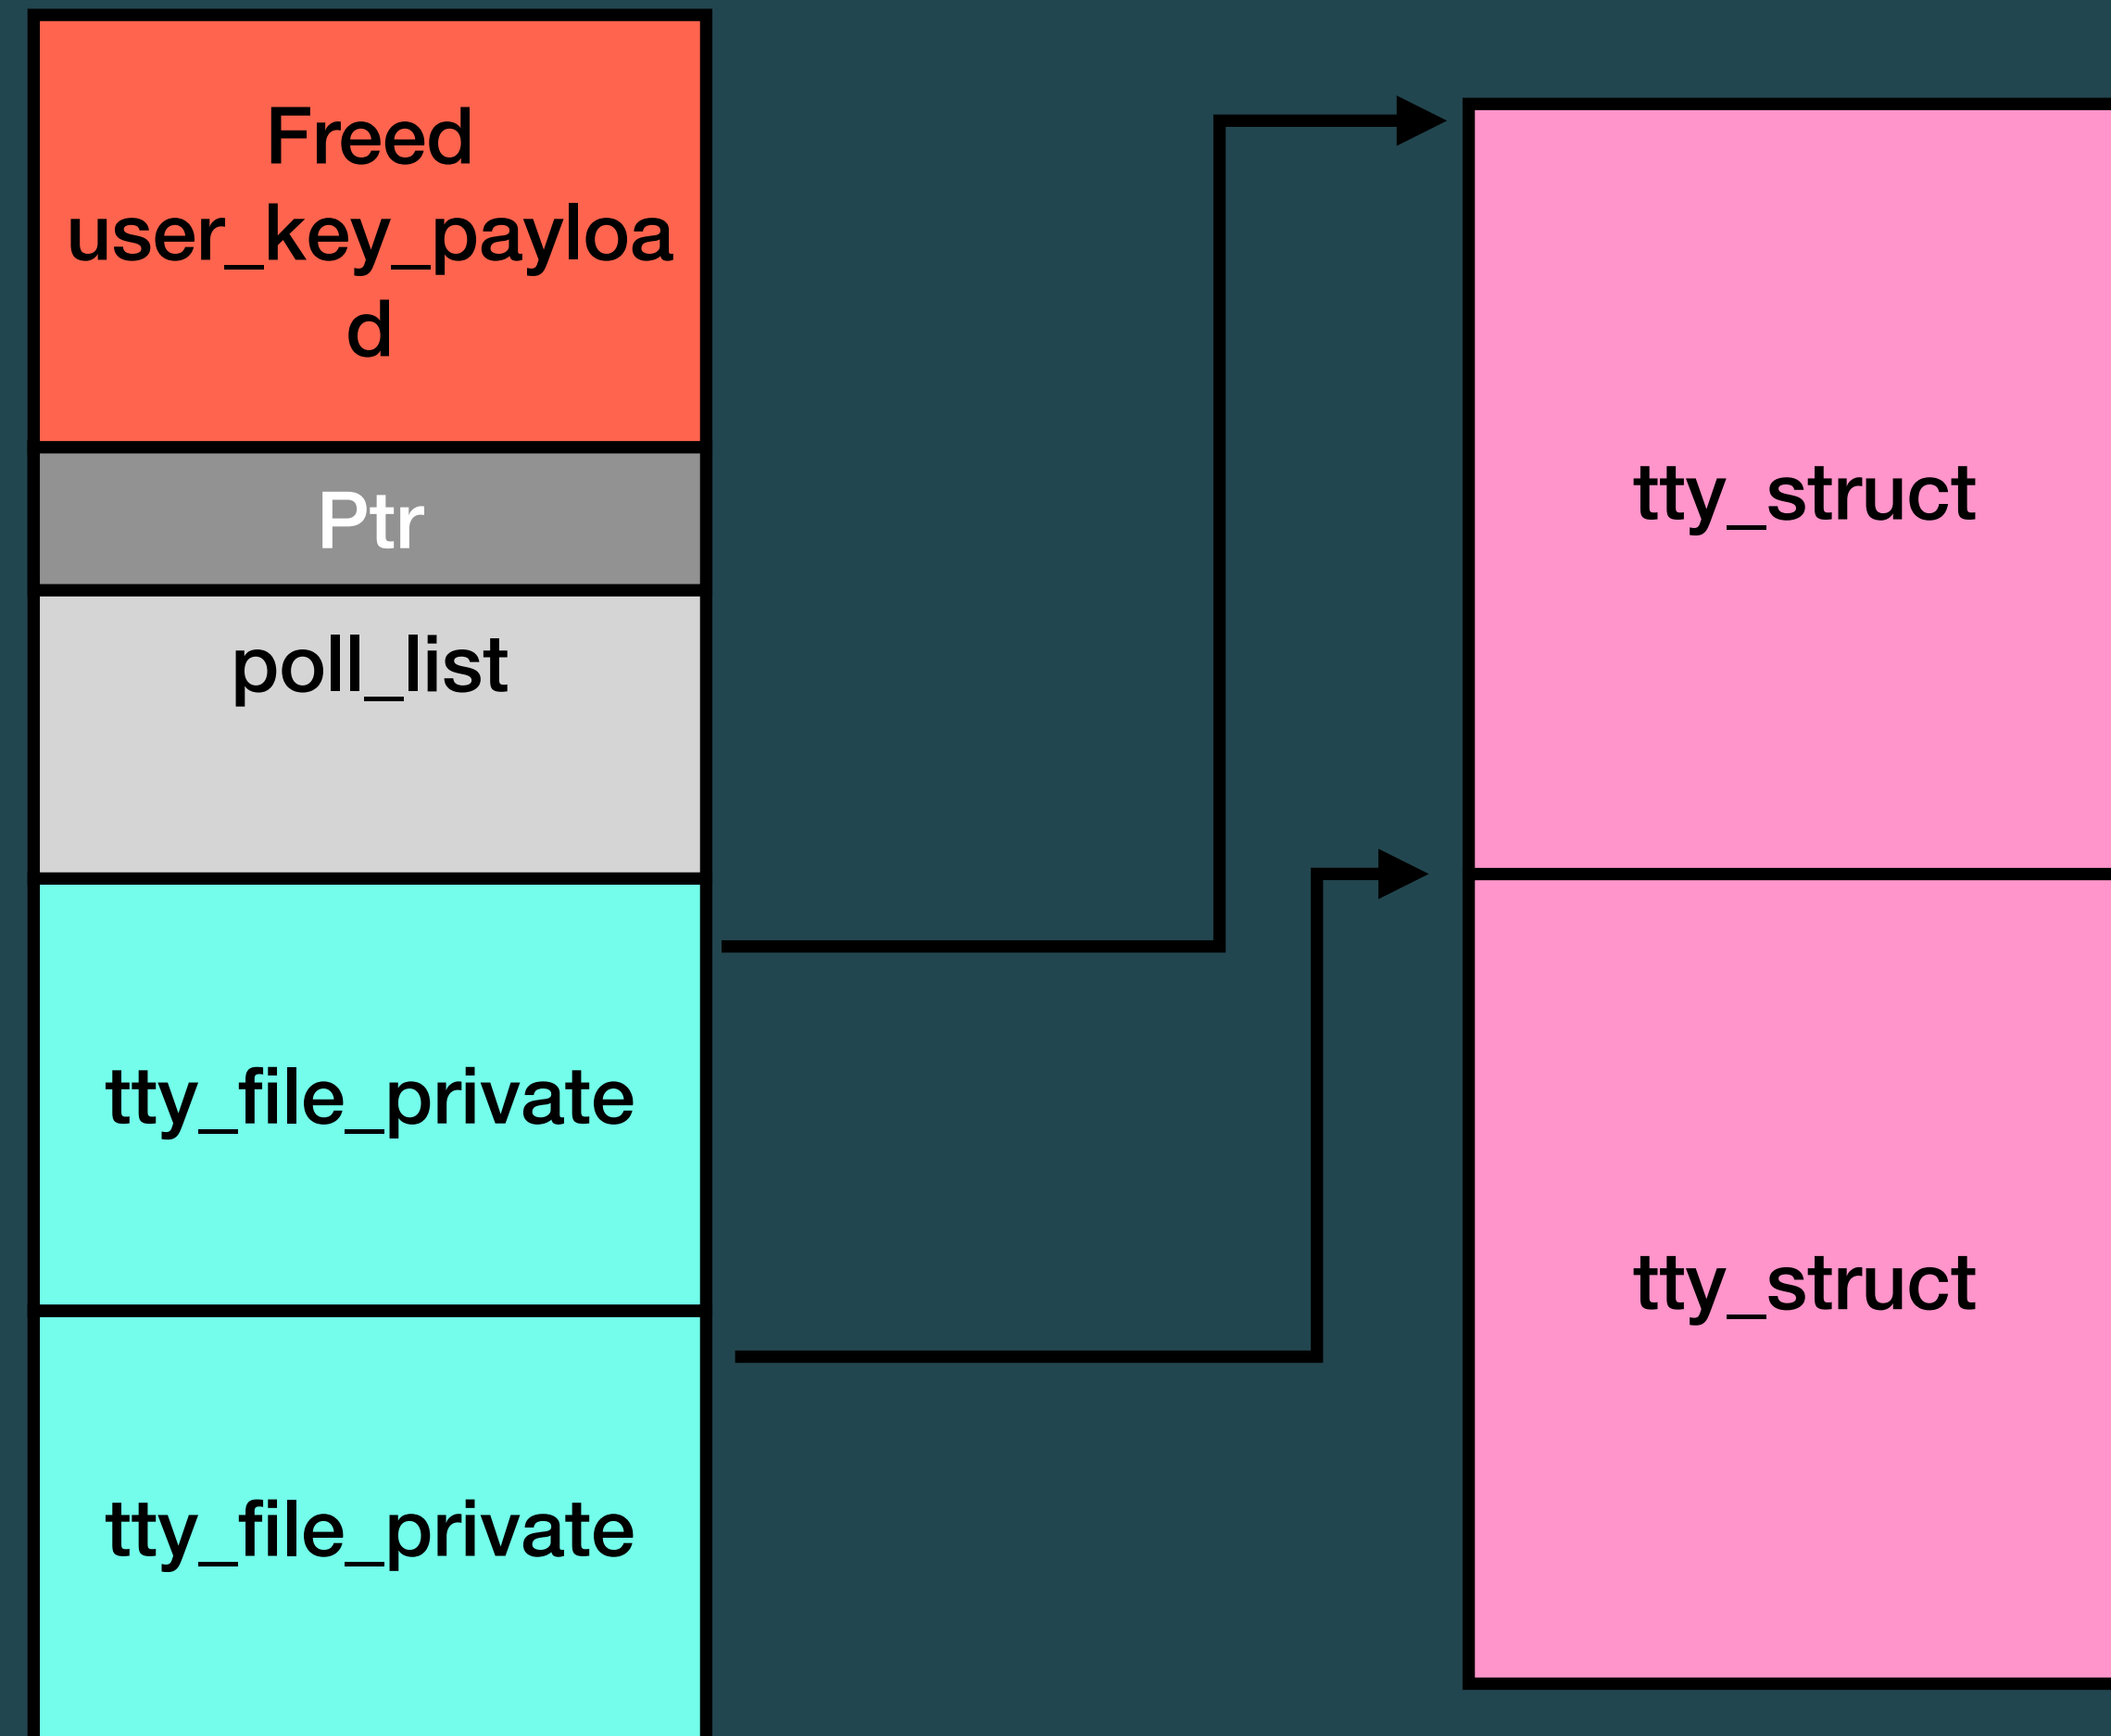 Freed
user_key_payloa
d
Ptr
poll_list
tty_file_private
tty_file_private
tty_struct
tty_struct